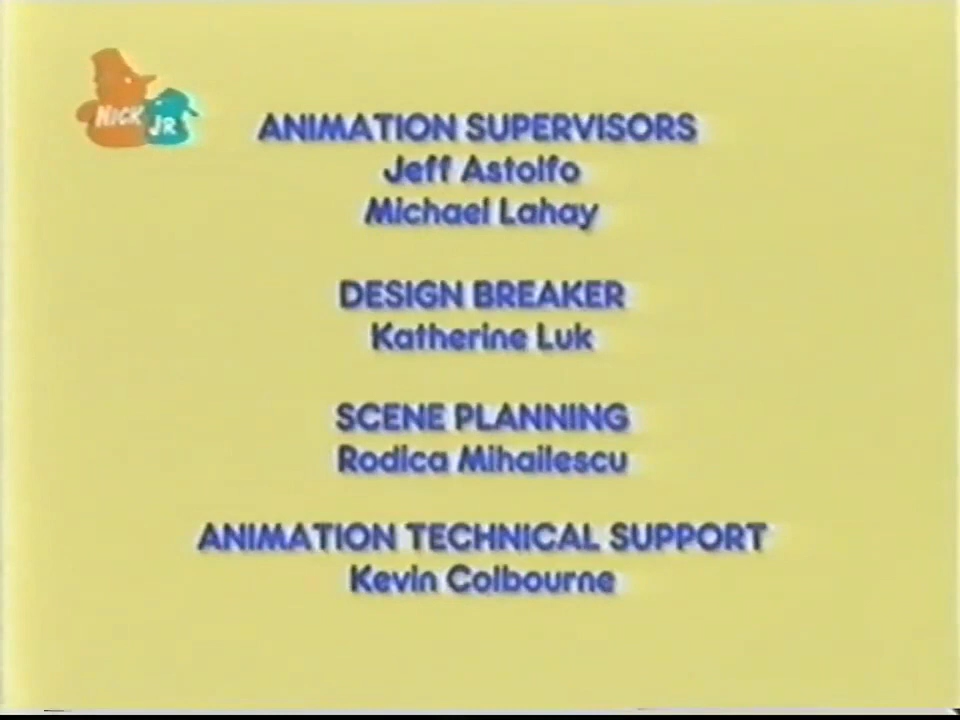 NICK JR
ANIMATION SUPERVISORS
Jeff Astolfo
Michael Lahay
DESIGN BREAKER
Katherine Luk
SCENE PLANNING
Rodica Mihailescu
ANIMATION TECHNICAL SUPPORT
Kevin Colbourne